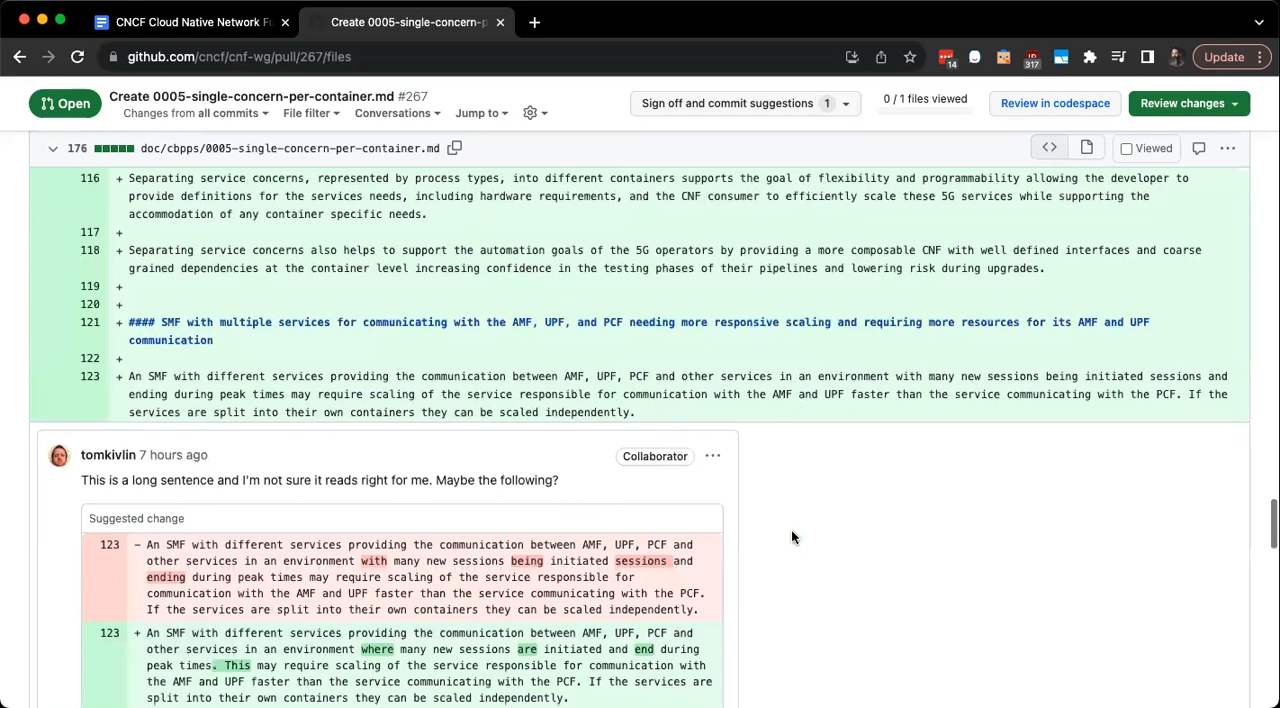 CNCF Cloud Native Network Fu
Create 0005-single-concern-p
github.com/cncf/cnf-wg/pull/267/files
14
317
Update
Open
Create 0005-single-concern-per-container.md #267
Changes from all commits
File filter
Conversations
Jump to
Sign off and commit suggestions 1
0 / 1 files viewed
Review in codespace
Review changes
176
doc/cbpps/0005-single-concern-per-container.md
Viewed
116 + Separating service concerns, represented by process types, into different containers supports the goal of flexibility and programmability allowing the developer to
provide definitions for the services needs, including hardware requirements, and the CNF consumer to efficiently scale these 5G services while supporting the
accommodation of any container specific needs.
117 +
118 + Separating service concerns also helps to support the automation goals of the 5G operators by providing a more composable CNF with well defined interfaces and coarse
grained dependencies at the container level increasing confidence in the testing phases of their pipelines and lowering risk during upgrades.
119 +
120 +
121 + #### SMF with multiple services for communicating with the AMF, UPF, and PCF needing more responsive scaling and requiring more resources for its AMF and UPF
communication
122 +
123 + An SMF with different services providing the communication between AMF, UPF, PCF and other services in an environment with many new sessions being initiated sessions and
ending during peak times may require scaling of the service responsible for communication with the AMF and UPF faster than the service communicating with the PCF. If the
services are split into their own containers they can be scaled independently.
tomkivlin 7 hours ago
Collaborator
This is a long sentence and I'm not sure it reads right for me. Maybe the following?
Suggested change
123 - An SMF with different services providing the communication between AMF, UPF, PCF and
other services in an environment with many new sessions being initiated sessions and
ending during peak times may require scaling of the service responsible for
communication with the AMF and UPF faster than the service communicating with the PCF.
If the services are split into their own containers they can be scaled independently.
123 + An SMF with different services providing the communication between AMF, UPF, PCF and
other services in an environment where many new sessions are initiated and end during
peak times. This may require scaling of the service responsible for communication with
the AMF and UPF faster than the service communicating with the PCF. If the services are
split into their own containers they can be scaled independently.